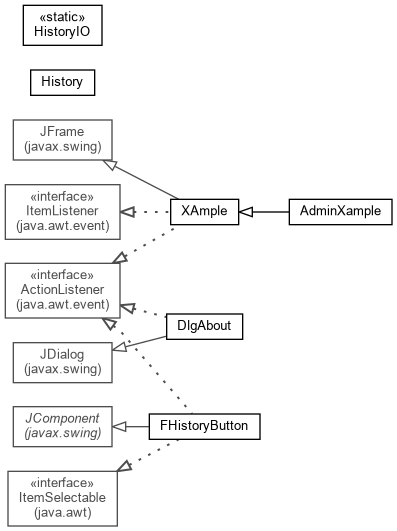 «static»
HistoryIO
History
JFrame
(javax.swing)
«interface»
ItemListener
(java.awt.event)
XAmple
AdminXample
«interface»
ActionListener
(java.awt.event)
DlgAbout
JDialog
(javax.swing)
JComponent
(javax.swing)
FHistoryButton
«interface»
ItemSelectable
(java.awt)